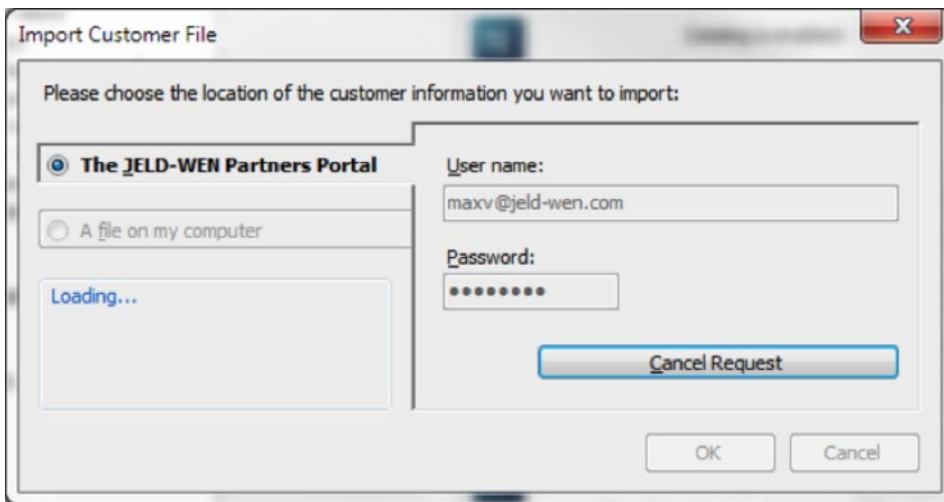 Import Customer File
Please choose the location of the customer information you want to import:
The JELD-WEN Partners Portal
A file on my computer
Loading...
User name:
maxv@jeld-wen.com
Password:
••••••••
Cancel Request
OK
Cancel